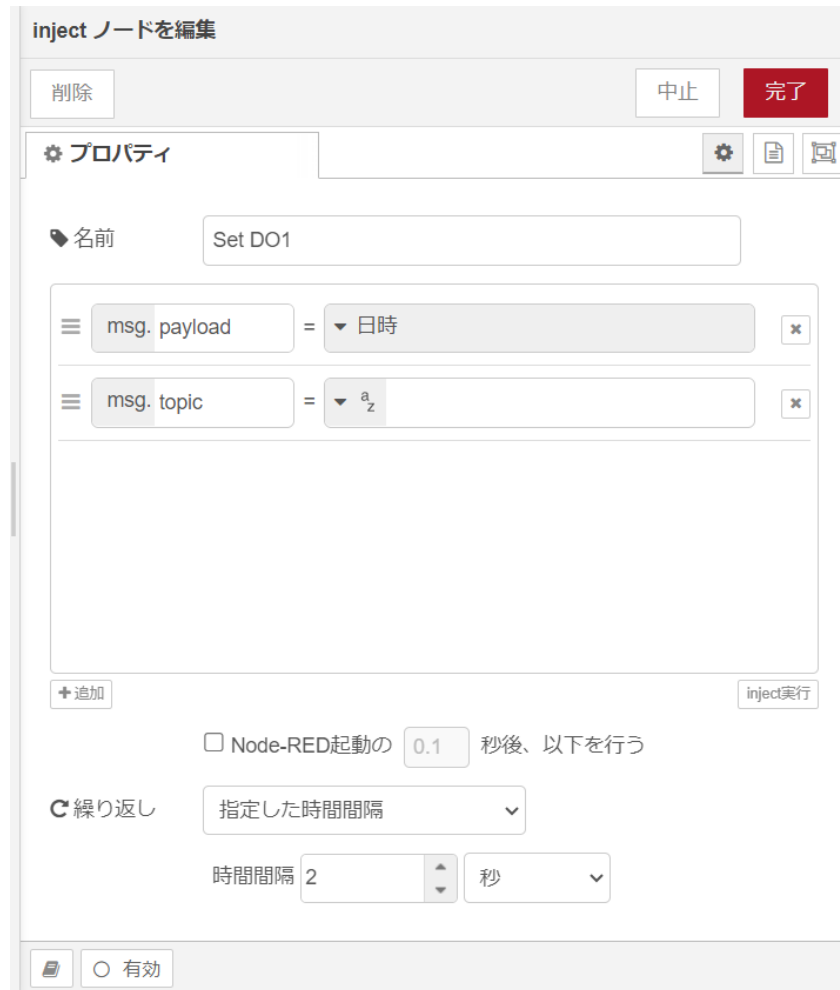 inject ノードを編集
削除 中止 完了
プロパティ
名前 Set DO1
msg. payload = 日時
msg. topic = az
追加 inject実行
Node-RED起動の 0.1 秒後、以下を行う
繰り返し 指定した時間間隔
時間間隔 2 秒
有効